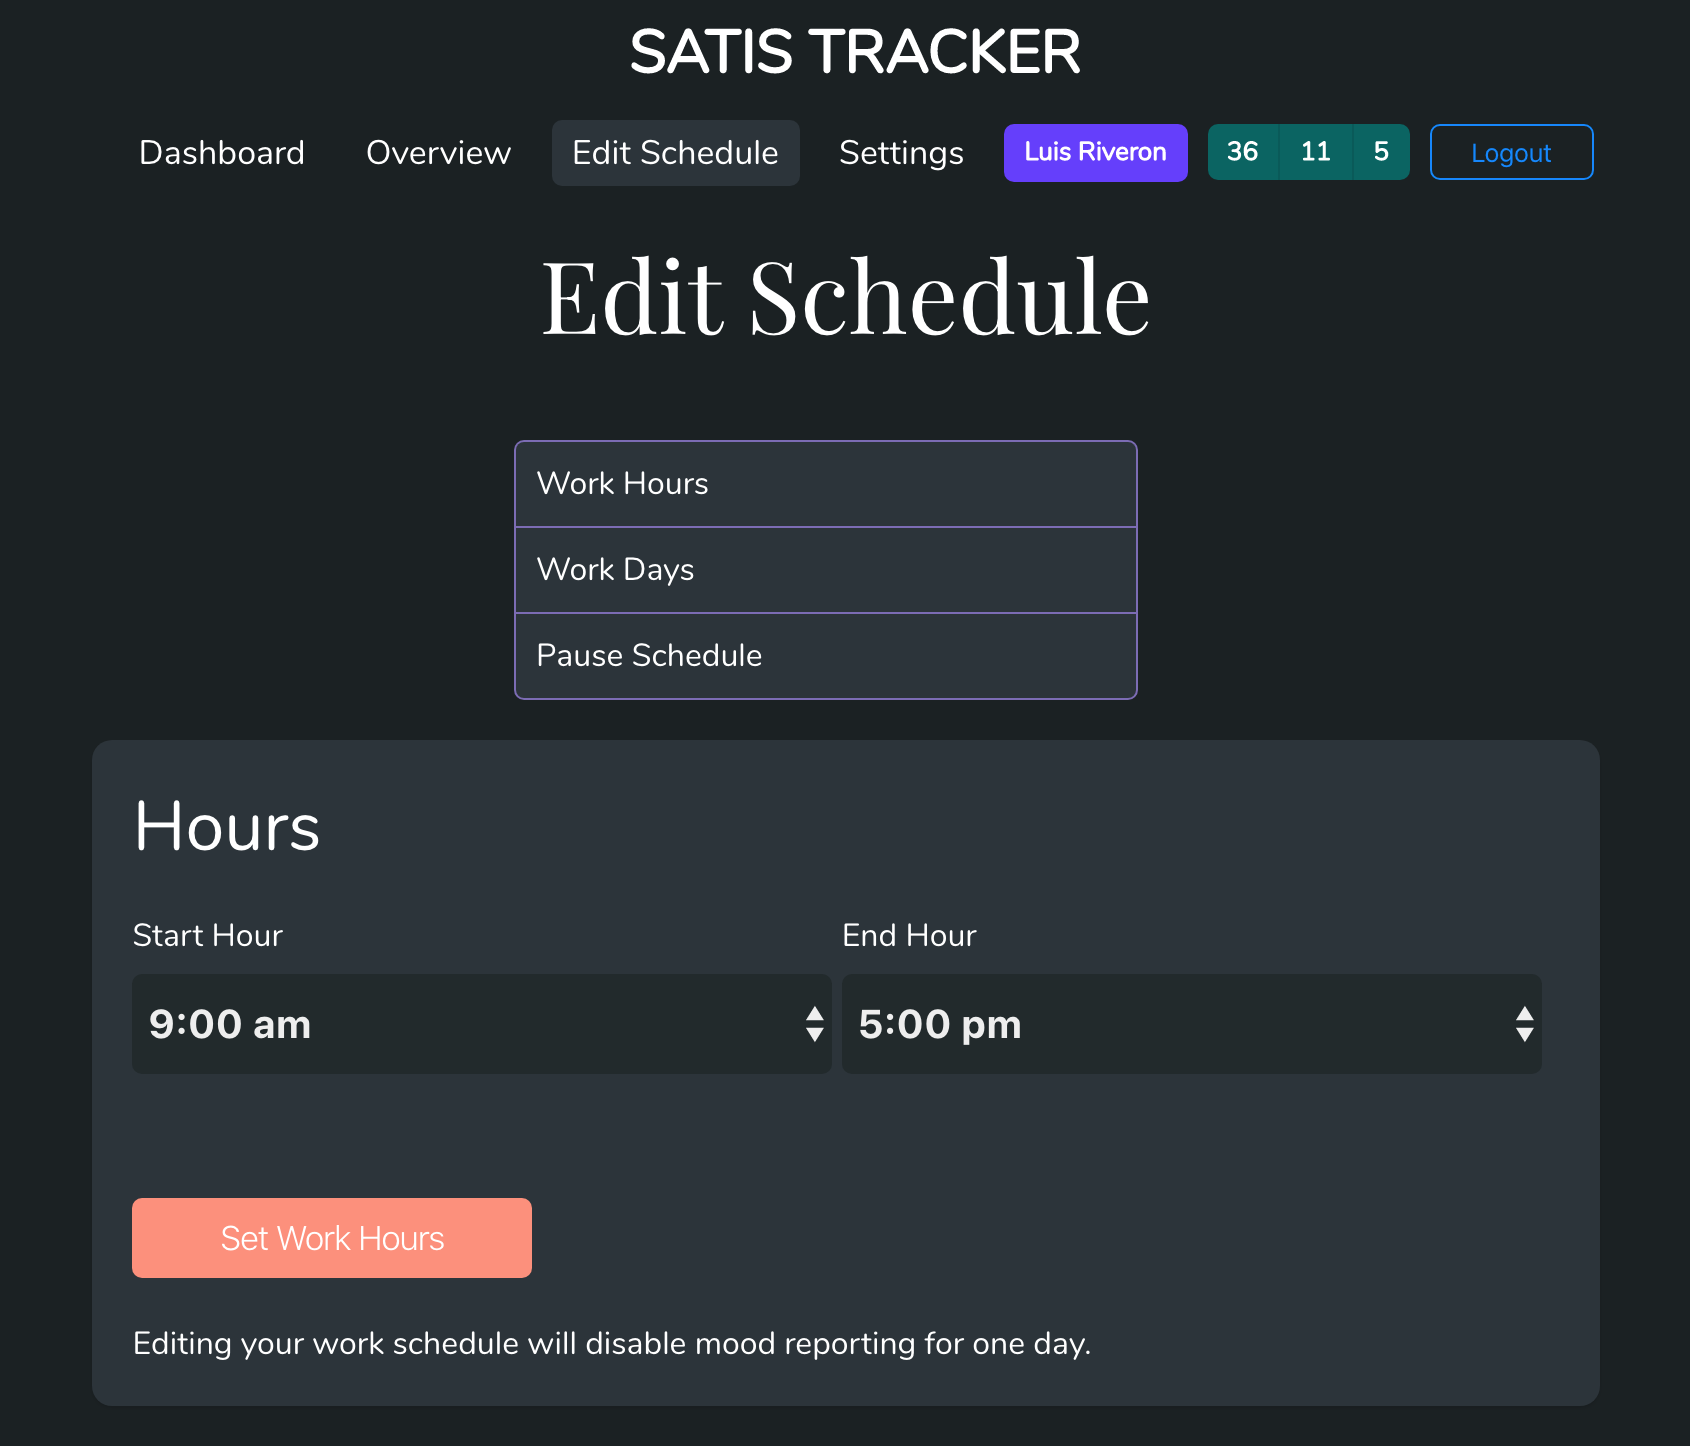 SATIS TRACKER
Dashboard Overview Edit Schedule Settings Luis Riveron 36 11 5 Logout
Edit Schedule
Work Hours
Work Days
Pause Schedule
Hours
Start Hour End Hour
9:00 am 5:00 pm
Set Work Hours
Editing your work schedule will disable mood reporting for one day.